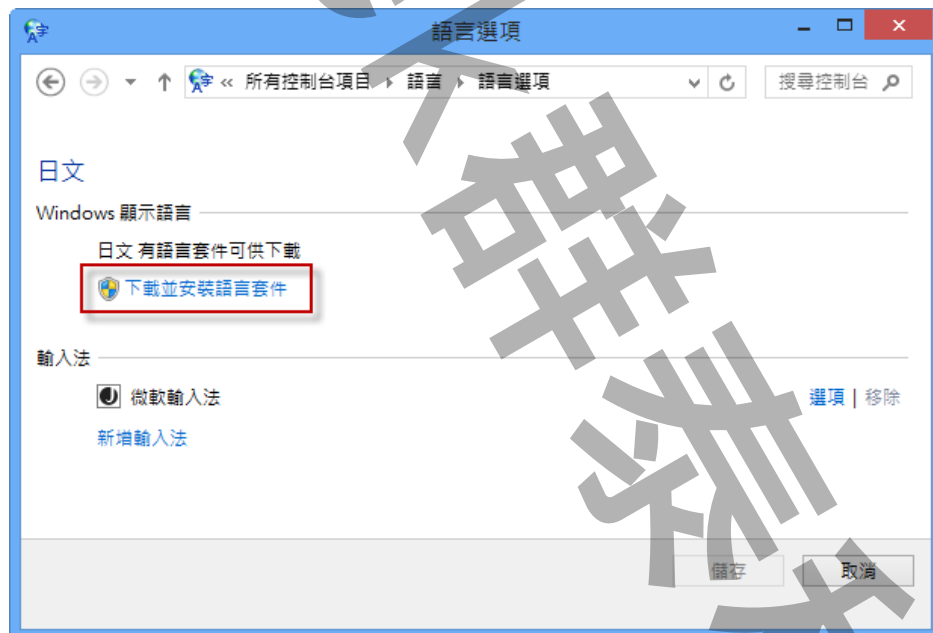 語言選項
« 所有控制台項目 ▸ 語言 ▸ 語言選項
搜尋控制台
日文
Windows 顯示語言
日文 有語言套件可供下載
下載並安裝語言套件
輸入法
微軟輸入法
選項 | 移除
新增輸入法
儲存
取消